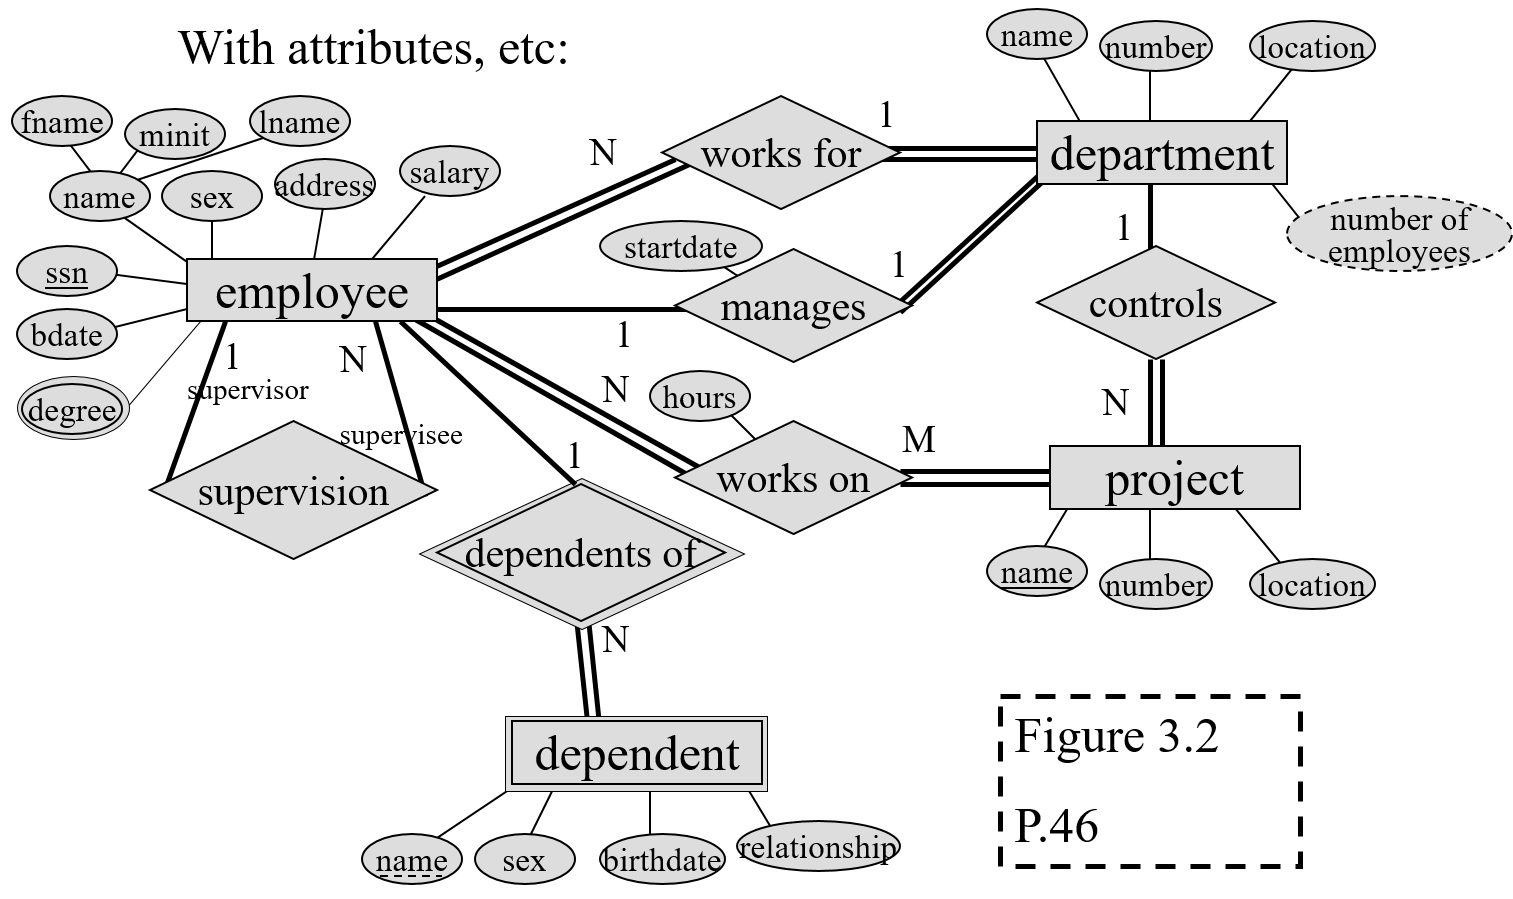 With attributes, etc:
name
number
location
fname
minit
lname
N
works for
1
department
name
sex
address
salary
startdate
1
number of
employees
ssn
employee
1
manages
controls
bdate
1
N
1
supervisor
N
hours
N
degree
supervisee
1
M
supervision
works on
project
dependents of
name
number
location
N
dependent
Figure 3.2
P.46
name
sex
birthdate
relationship